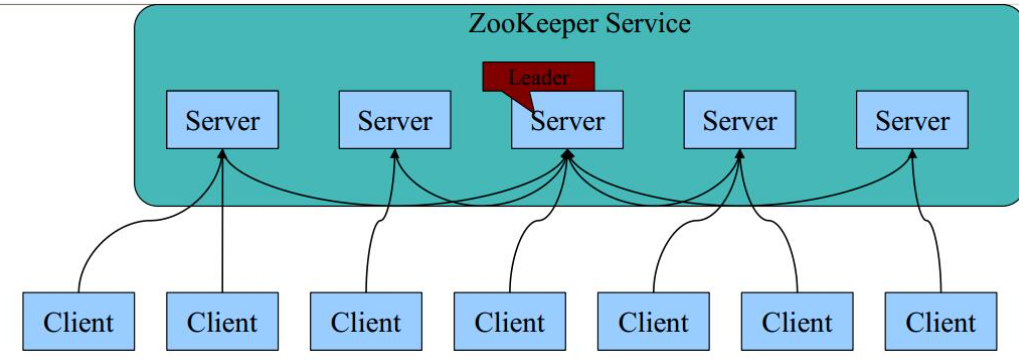 ZooKeeper Service
Leader
Server Server Server Server Server
Client Client Client Client Client Client Client